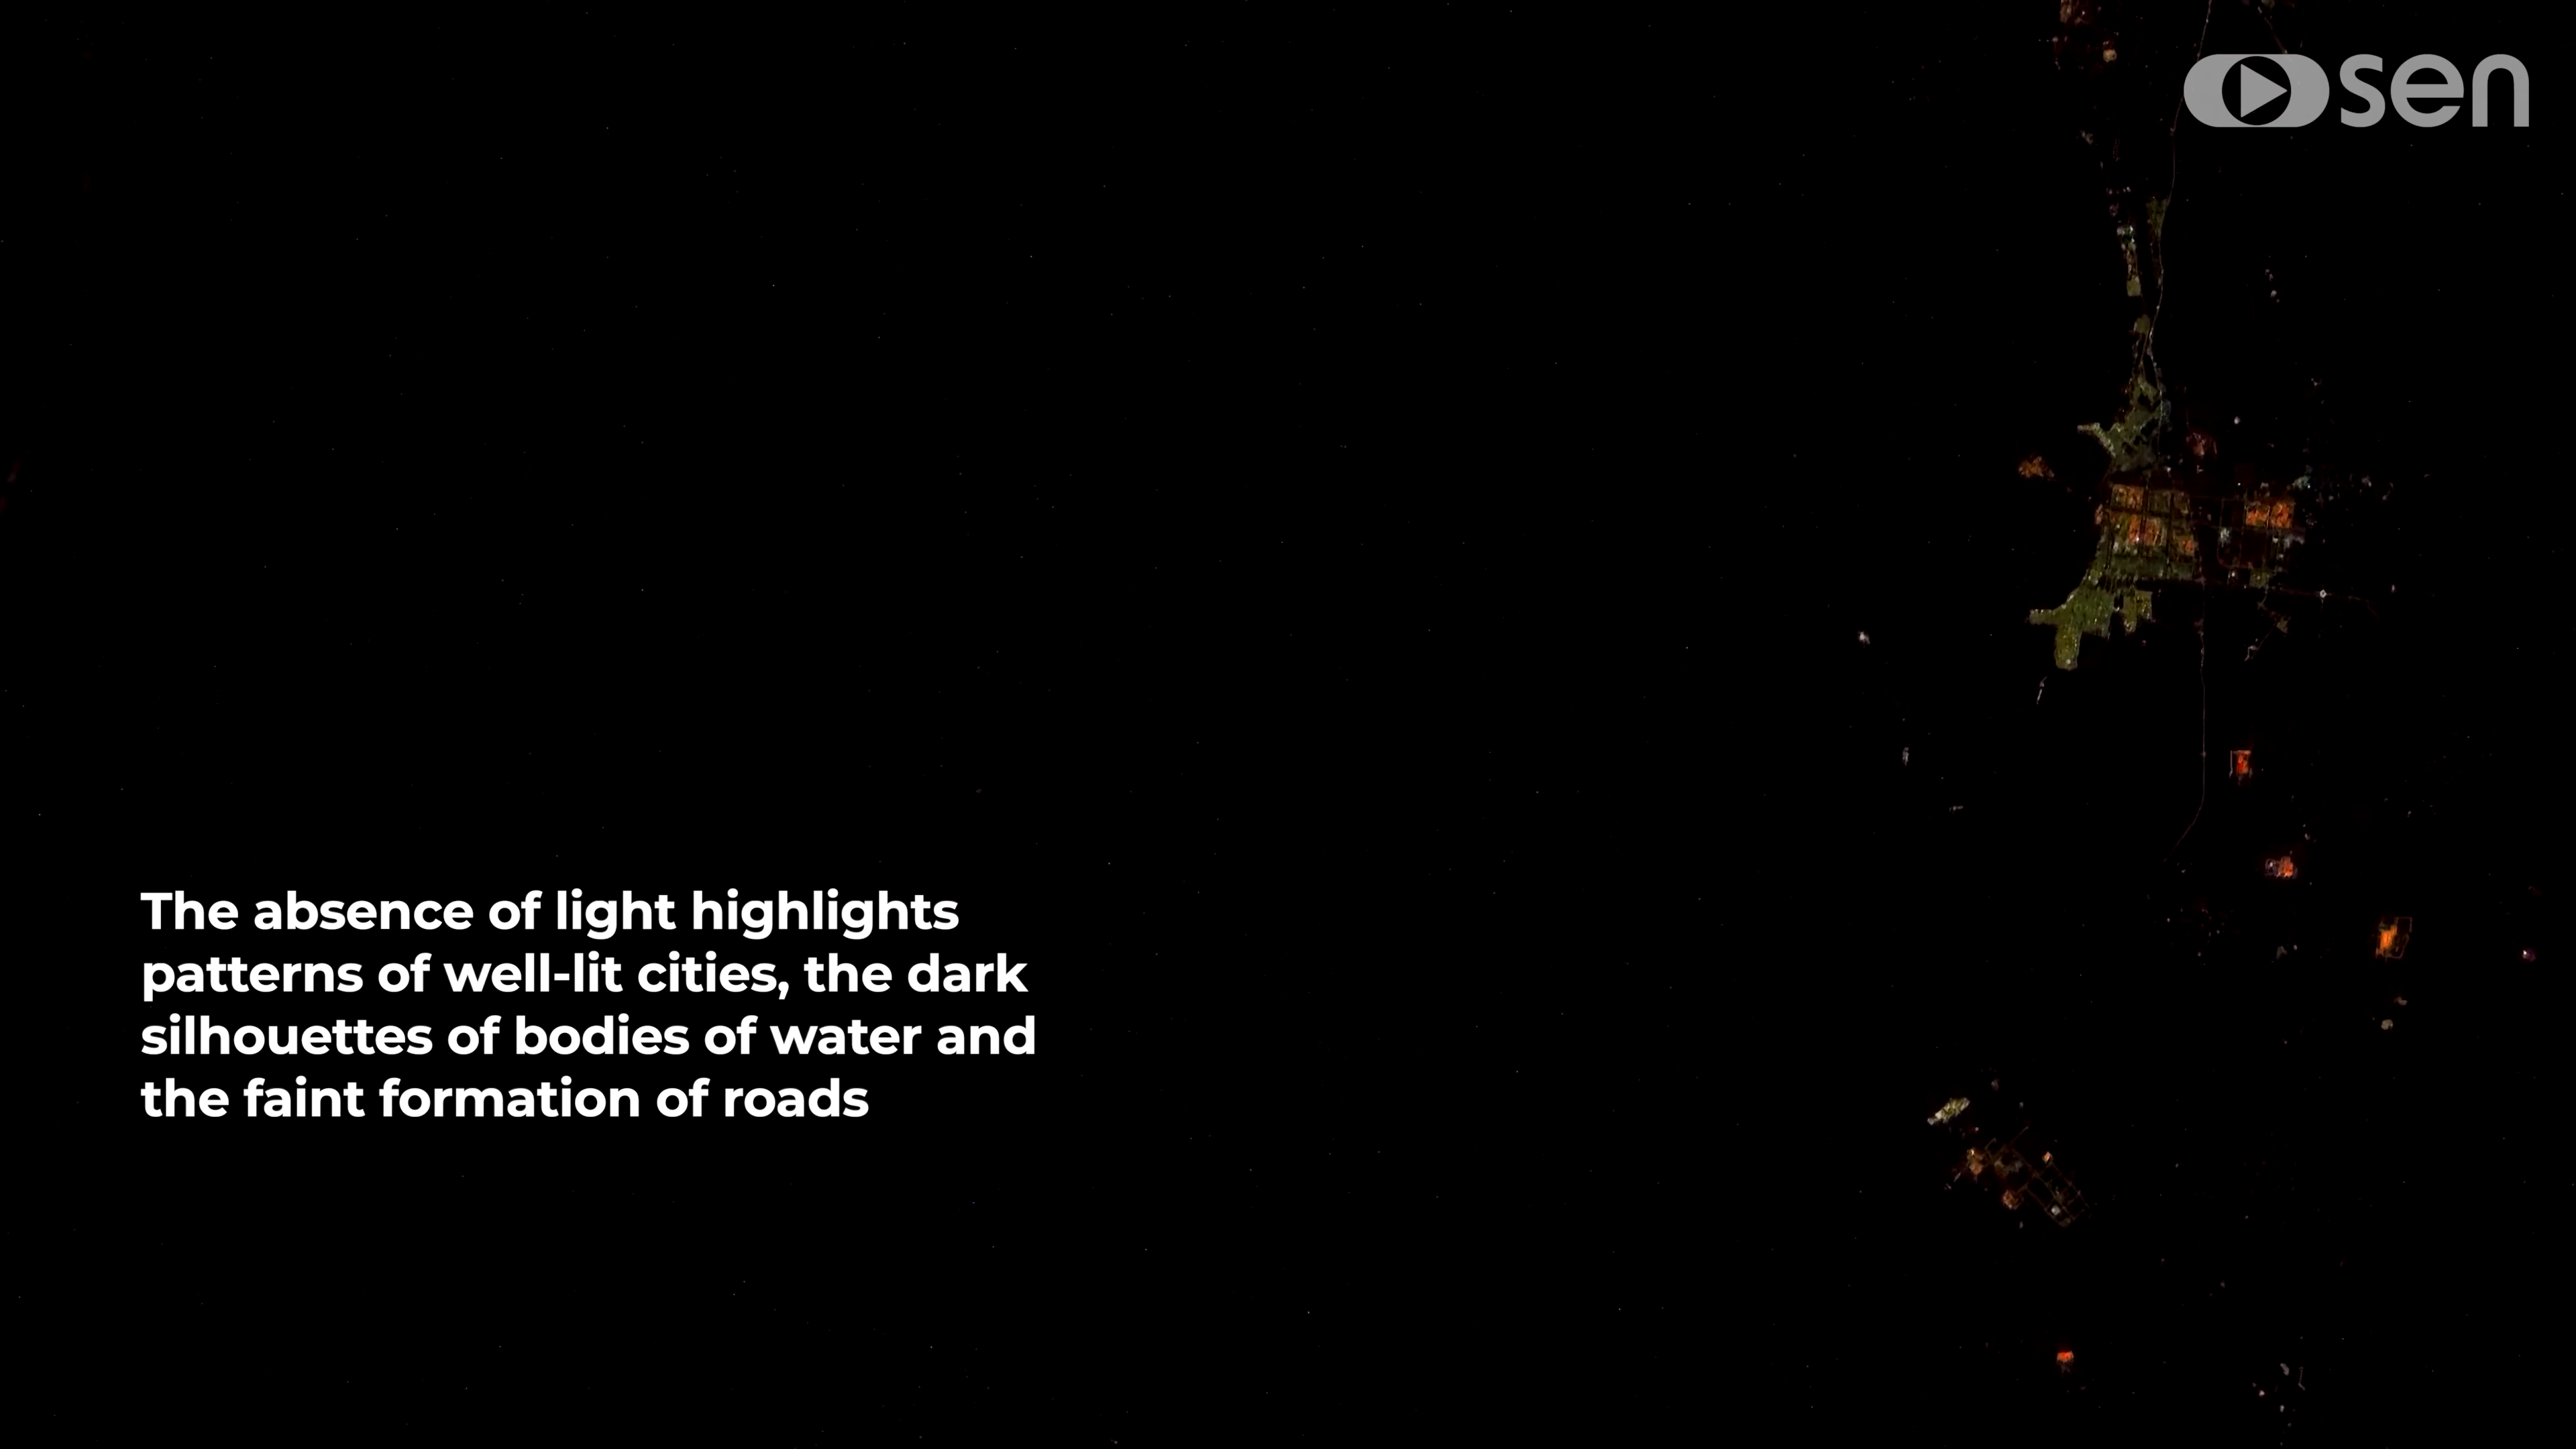 sen
The absence of light highlights
patterns of well-lit cities, the dark
silhouettes of bodies of water and
the faint formation of roads